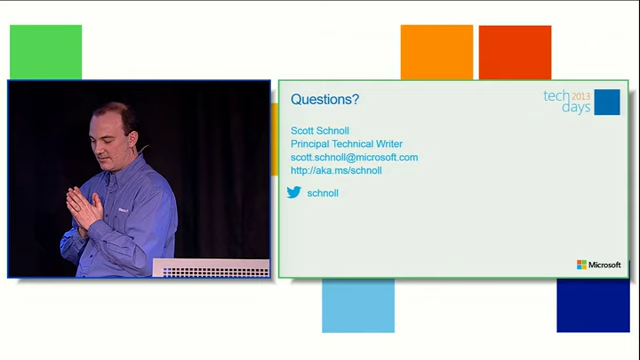 Questions?
tech 2013
days
Scott Schnoll
Principal Technical Writer
scott.schnoll@microsoft.com
http://aka.ms/schnoll
schnoll
Microsoft